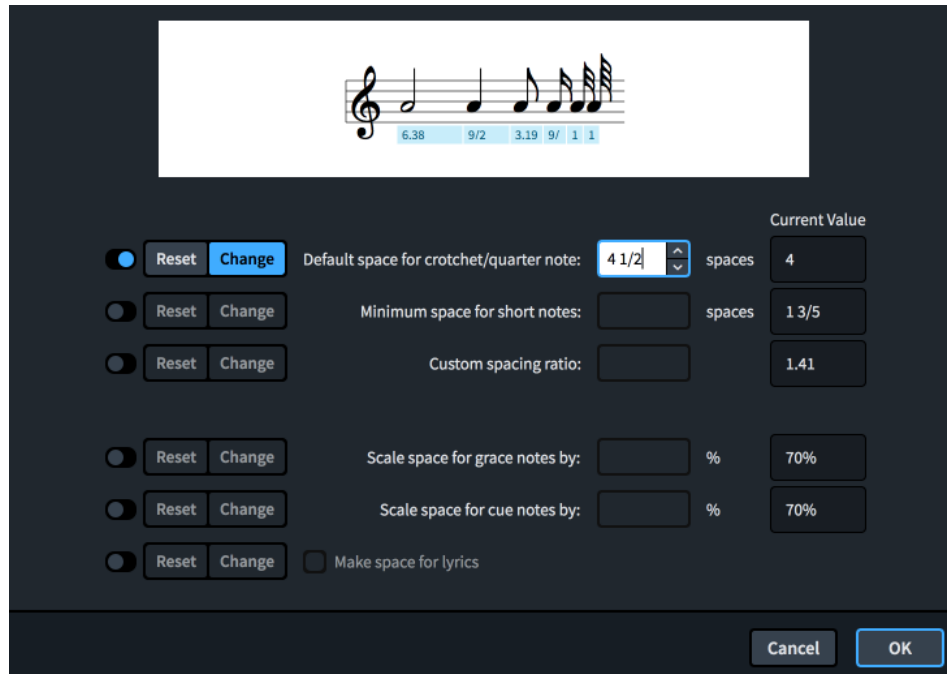 6.38 9/2 3.19 9/ 1 1
Current Value
Reset Change Default space for crotchet/quarter note: 4 1/2 spaces 4
Reset Change Minimum space for short notes: spaces 1 3/5
Reset Change Custom spacing ratio: 1.41
Reset Change Scale space for grace notes by: % 70%
Reset Change Scale space for cue notes by: % 70%
Reset Change Make space for lyrics
Cancel OK